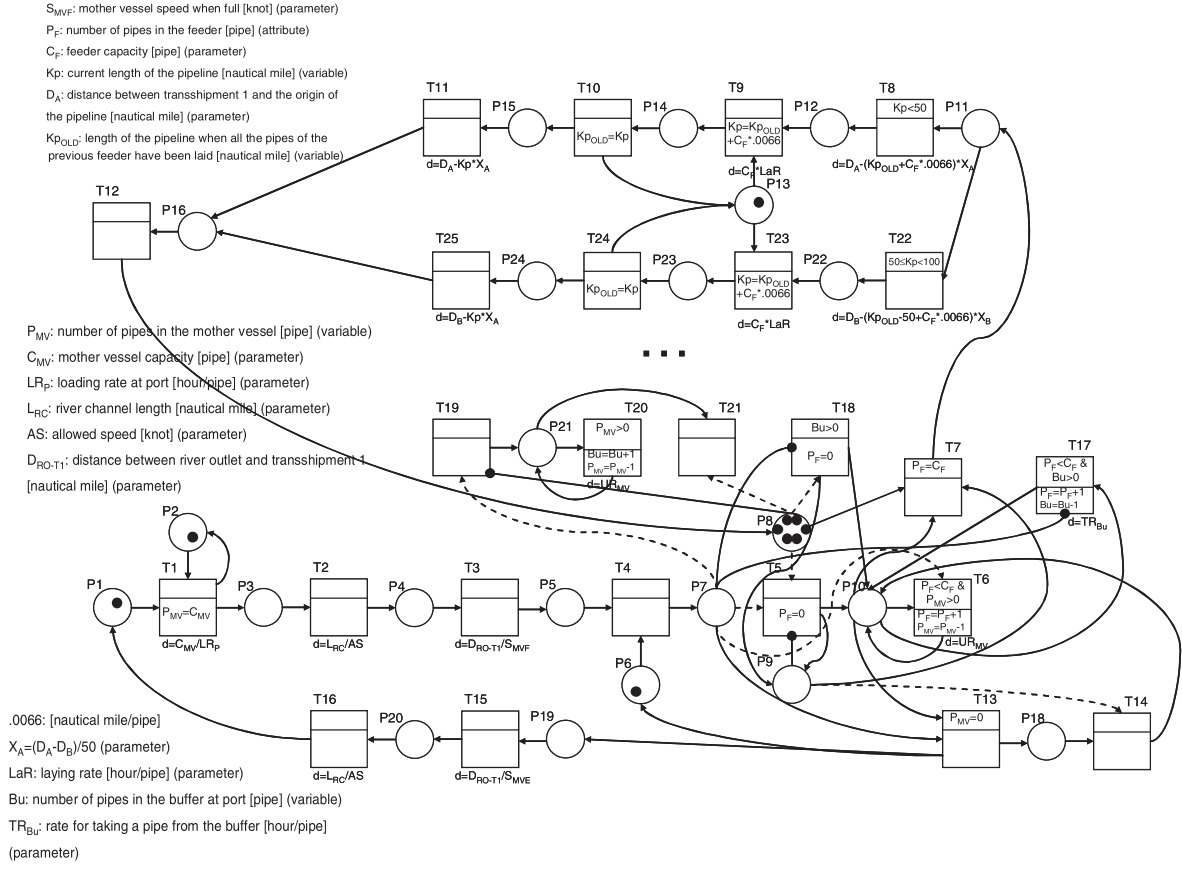 S_MVF: mother vessel speed when full [knot] (parameter)
P_F: number of pipes in the feeder [pipe] (attribute)
C_F: feeder capacity [pipe] (parameter)
Kp: current length of the pipeline [nautical mile] (variable)
D_A: distance between transshipment 1 and the origin of
the pipeline [nautical mile] (parameter)
Kp_OLD: length of the pipeline when all the pipes of the
previous feeder have been laid [nautical mile] (variable)
T11
P15
T10
P14
T9
P12
T8
P11
Kp<50
Kp_OLD=Kp
Kp=Kp_OLD
+C_F*.0066
d=D_A-Kp*X_A
d=C_F*LaR
d=D_A-(Kp_OLD+C_F*.0066)*X_A
P13
T12
P16
T25
P24
T24
P23
T23
P22
T22
50≤Kp<100
Kp_OLD=Kp
Kp=Kp_OLD
+C_F*.0066
d=D_B-Kp*X_A
d=C_F*LaR
d=D_B-(Kp_OLD-50+C_F*.0066)*X_B
P_MV: number of pipes in the mother vessel [pipe] (variable)
C_MV: mother vessel capacity [pipe] (parameter)
LR_P: loading rate at port [hour/pipe] (parameter)
L_RC: river channel length [nautical mile] (parameter)
AS: allowed speed [knot] (parameter)
D_RO-T1: distance between river outlet and transshipment 1
[nautical mile] (parameter)
...
T19
P21
T20
P_MV>0
Bu=Bu+1
P_MV=P_MV-1
d=UR_MV
T21
T18
Bu>0
P_F=0
T7
P_F=C_F
T17
P_F<C_F &
Bu>0
P_F=P_F+1
Bu=Bu-1
d=TR_Bu
P8
P2
P1
T1
P_MV=C_MV
d=C_MV/LR_P
P3
T2
d=L_RC/AS
P4
T3
d=D_RO-T1/S_MVF
P5
T4
P7
T5
P_F=0
P10
T6
P_F<C_F &
P_MV>0
P_F=P_F+1
P_MV=P_MV-1
d=UR_MV
P6
P9
T16
P20
T15
P19
T13
P_MV=0
P18
T14
d=L_RC/AS
d=D_RO-T1/S_MVE
.0066: [nautical mile/pipe]
X_A=(D_A-D_B)/50 (parameter)
LaR: laying rate [hour/pipe] (parameter)
Bu: number of pipes in the buffer at port [pipe] (variable)
TR_Bu: rate for taking a pipe from the buffer [hour/pipe]
(parameter)